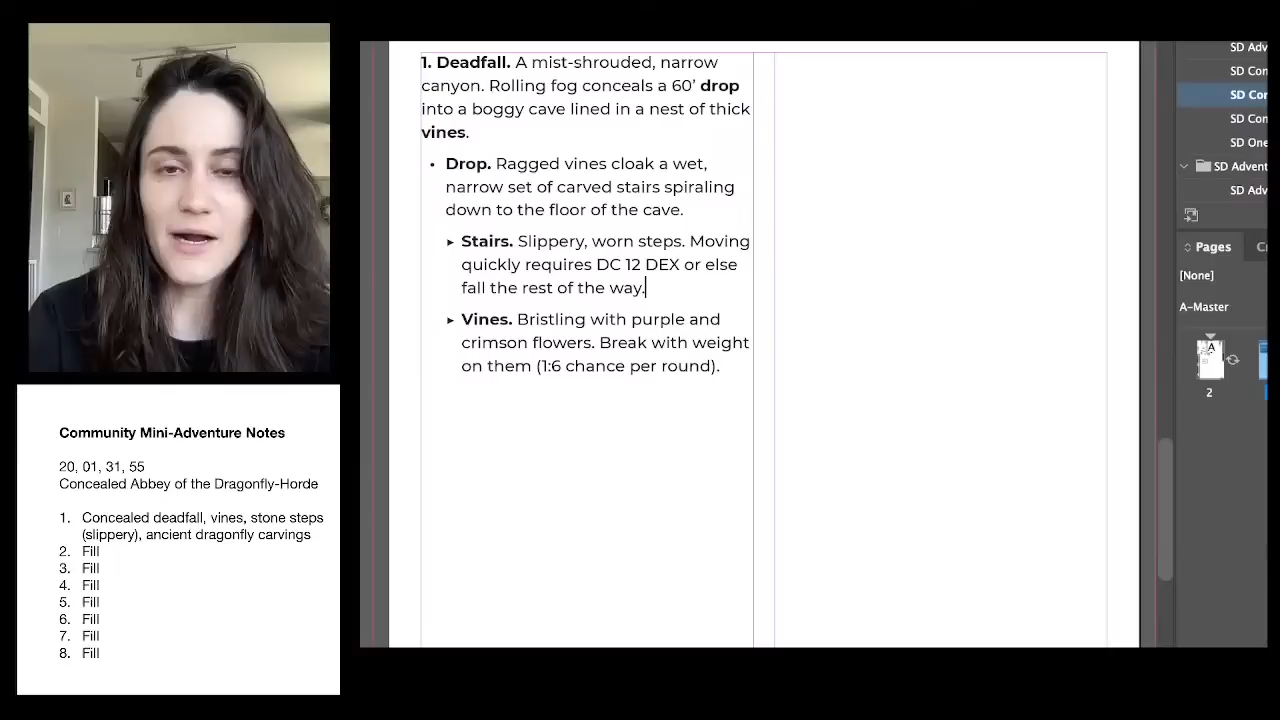 1. Deadfall. A mist-shrouded, narrow
canyon. Rolling fog conceals a 60’ drop
into a boggy cave lined in a nest of thick
vines.
• Drop. Ragged vines cloak a wet,
narrow set of carved stairs spiraling
down to the floor of the cave.
▸ Stairs. Slippery, worn steps. Moving
quickly requires DC 12 DEX or else
fall the rest of the way.
▸ Vines. Bristling with purple and
crimson flowers. Break with weight
on them (1:6 chance per round).
Community Mini-Adventure Notes
20, 01, 31, 55
Concealed Abbey of the Dragonfly-Horde
1. Concealed deadfall, vines, stone steps
(slippery), ancient dragonfly carvings
2. Fill
3. Fill
4. Fill
5. Fill
6. Fill
7. Fill
8. Fill
SD Adv
SD Con
SD Cor
SD Con
SD One
SD Advent
SD Adv
Pages
[None]
A-Master
A
2